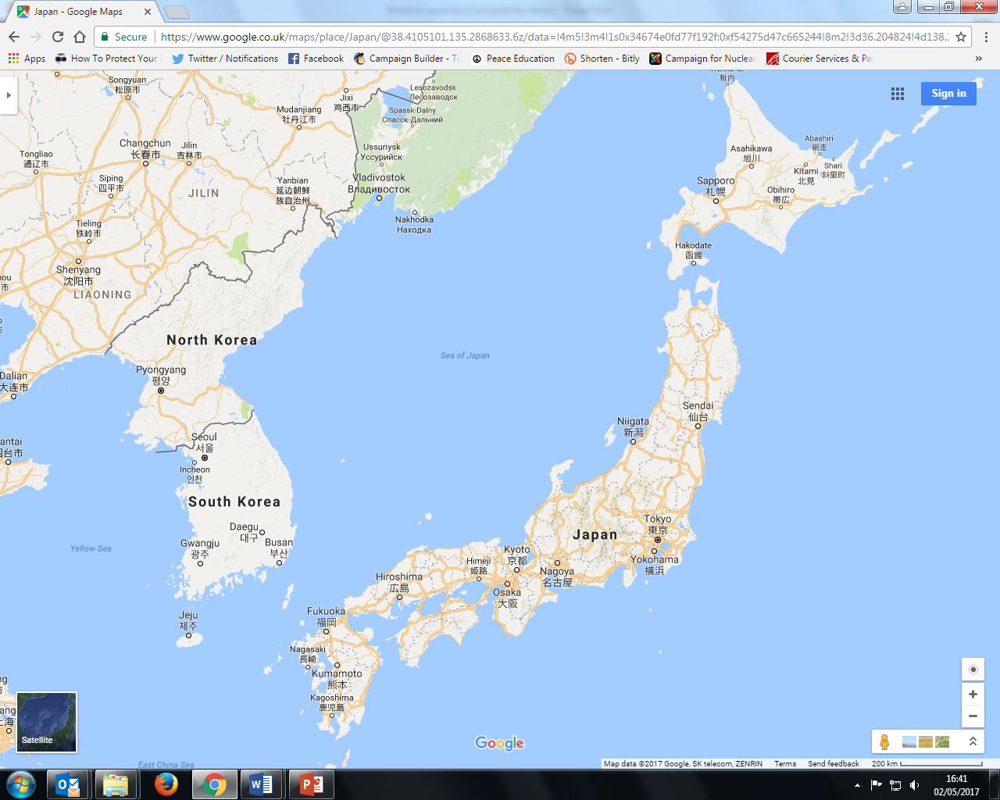 Japan - Google Maps
Secure
https://www.google.co.uk/maps/place/Japan/@38.4105101,135.2868633,6z/data=!4m5!3m4!1s0x34674e0fd77f192f:0xf54275d47c665244!8m2!3d36.204824!4d138.
Apps
How To Protect Your
Twitter / Notifications
Facebook
Campaign Builder - Te
Peace Education
Shorten - Bitly
Campaign for Nuclear
Courier Services & Pa
Sign in
Songyuan
松原市
Jixi
鸡西市
Lesozavodsk
Лесозаводск
Spassk-Dalny
Спасск-Дальний
Mudanjiang
牡丹江市
稚内
Changchun
长春市
Jilin
吉林市
Tongliao
通辽市
Ussuriysk
Уссурийск
Abashiri
網走
Asahikawa
旭川
Shari
斜里町
Kitami
北見
Siping
四平市
JILIN
Yanbian
延边朝鲜
族自治州
Vladivostok
Владивосток
Sapporo
札幌
Obihiro
帯広
Nakhodka
Находка
Tieling
铁岭市
Hakodate
函館
Shenyang
沈阳市
LIAONING
North Korea
Sea of Japan
Pyongyang
평양
Dalian
大连市
Sendai
仙台
Niigata
新潟
Seoul
서울
antai
烟台市
Incheon
인천
South Korea
Daegu
대구
Tokyo
東京
Japan
Gwangju
광주
Busan
부산
Yellow Sea
Kyoto
京都
Himeji
姫路
Yokohama
横浜
Nagoya
名古屋
Hiroshima
広島
Osaka
大阪
Fukuoka
福岡
Jeju
제주
Nagasaki
長崎
Kumamoto
熊本
Kagoshima
鹿児島
Satellite
East China Sea
Google
Map data ©2017 Google, SK telecom, ZENRIN
Terms
Send feedback
200 km
16:41
02/05/2017